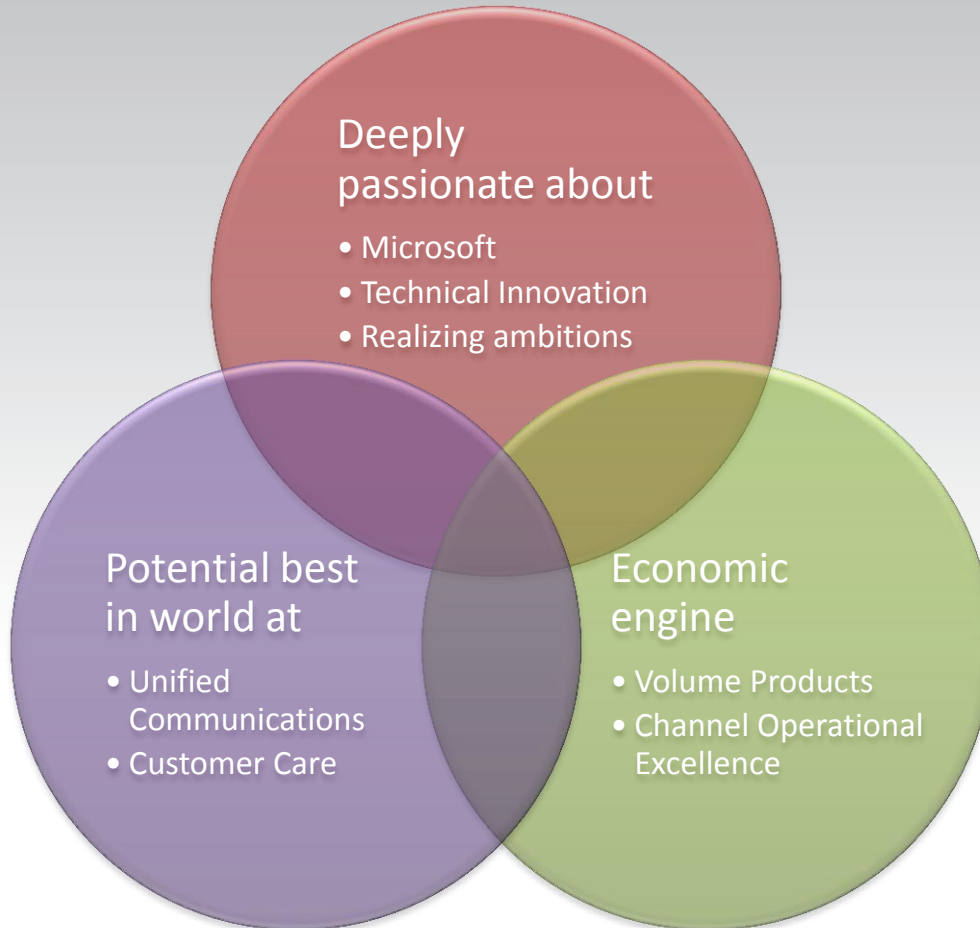 Deeply
passionate about
• Microsoft
• Technical Innovation
• Realizing ambitions
Potential best
in world at
• Unified
Communications
• Customer Care
Economic
engine
• Volume Products
• Channel Operational
Excellence